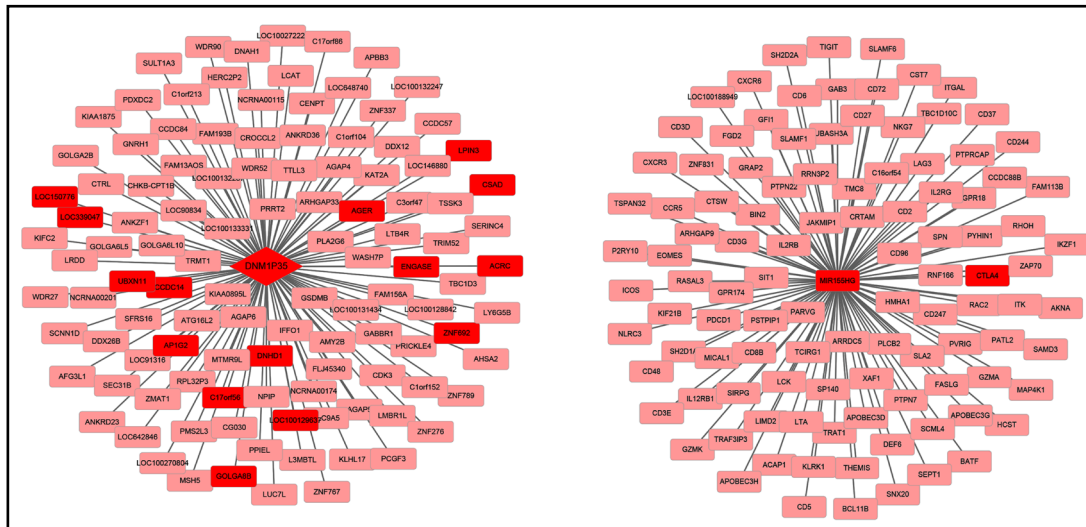 LOC10027222
C17orf86
WDR90
DNAH1
SULT1A3
HERC2P2
LCAT
APBB3
C1orf213
NCRNA00115
CENPT
LOC648740
LOC100132247
PDXDC2
ZNF337
KIAA1875
CCDC84
FAM193B
CROCCL2
ANKRD36
C1orf104
CCDC57
GNRH1
DDX12
GOLGA2B
FAM13AOS
WDR52
TTLL3
AGAP4
LOC146880
LPIN3
KAT2A
CTRL
CHKB-CPT1B
CSAD
ARHGAP33
C3orf47
TSSK3
LOC90834
PRRT2
AGER
LOC339047
ANKZF1
LOC10013333
LTB4R
SERINC4
KIFC2
GOLGA6L5
GOLGA6L10
PLA2G6
TRIM52
WASH7P
LRDD
TRMT1
DNM1P35
ENGASE
TBC1D3
UBXN11
CCDC14
KIAA0895L
FAM156A
WDR27
NCRNA00201
GSDMB
LOC100131434
LOC100128842
LY6G5B
SFRS16
ATG16L2
AGAP6
SCNN1D
IFFO1
GABBR1
ZNF692
DDX26B
AP1G2
AMY2B
PRICKLE4
AHSA2
LOC91316
MTMR9L
DNHD1
FLJ45340
CDK3
AFG3L1
SEC31B
RPL32P3
NCRNA00174
C1orf152
ZNF789
ZMAT1
C17orf56
NPIP
ANKRD23
LOC642846
PMS2L3
CG030
LMBR1L
ZNF276
LOC100270804
PPIEL
L3MBTL
KLHL17
PCGF3
MSH5
GOLGA6B
LUC7L
ZNF767
TIGIT
SLAMF6
SH2D2A
CXCR6
CD6
GAB3
CD72
CST7
ITGAL
LOC100188949
GFI1
CD27
TBC1D10C
CD37
CD3D
FGD2
SLAMF1
UBASH3A
NKG7
CD244
CXCR3
ZNF831
GRAP2
RRN3P2
C16orf54
LAG3
PTPRCAP
CCDC88B
FAM113B
PTPN22
TMC8
IL2RG
GPR18
TSPAN32
CCR5
CTSW
BIN2
JAKMIP1
CRTAM
CD2
RHOH
ARHGAP9
CD3G
IL2RB
SPN
PYHIN1
IKZF1
P2RY10
EOMES
CD96
ZAP70
SIT1
MIR155HG
RNF166
CTLA4
ICOS
RASAL3
GPR174
HMHA1
RAC2
ITK
AKNA
KIF21B
PDCD1
PSTPIP1
PARVG
CD247
NLRC3
ARRDC5
PLCB2
PVRIG
PATL2
SAMD3
SH2D1A
MICAL1
CD8B
TCIRG1
SLA2
CD48
XAF1
FASLG
GZMA
MAP4K1
CD3E
IL12RB1
SIRPG
LCK
SP140
PTPN7
APOBEC3D
APOBEC3G
HCST
LIMD2
LTA
SCML4
GZMK
TRAF3IP3
TRAT1
DEF6
APOBEC3H
ACAP1
KLRK1
THEMIS
SEPT1
BATF
CD5
BCL11B
SNX20